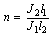 n = J₂l₁ / J₁l₂